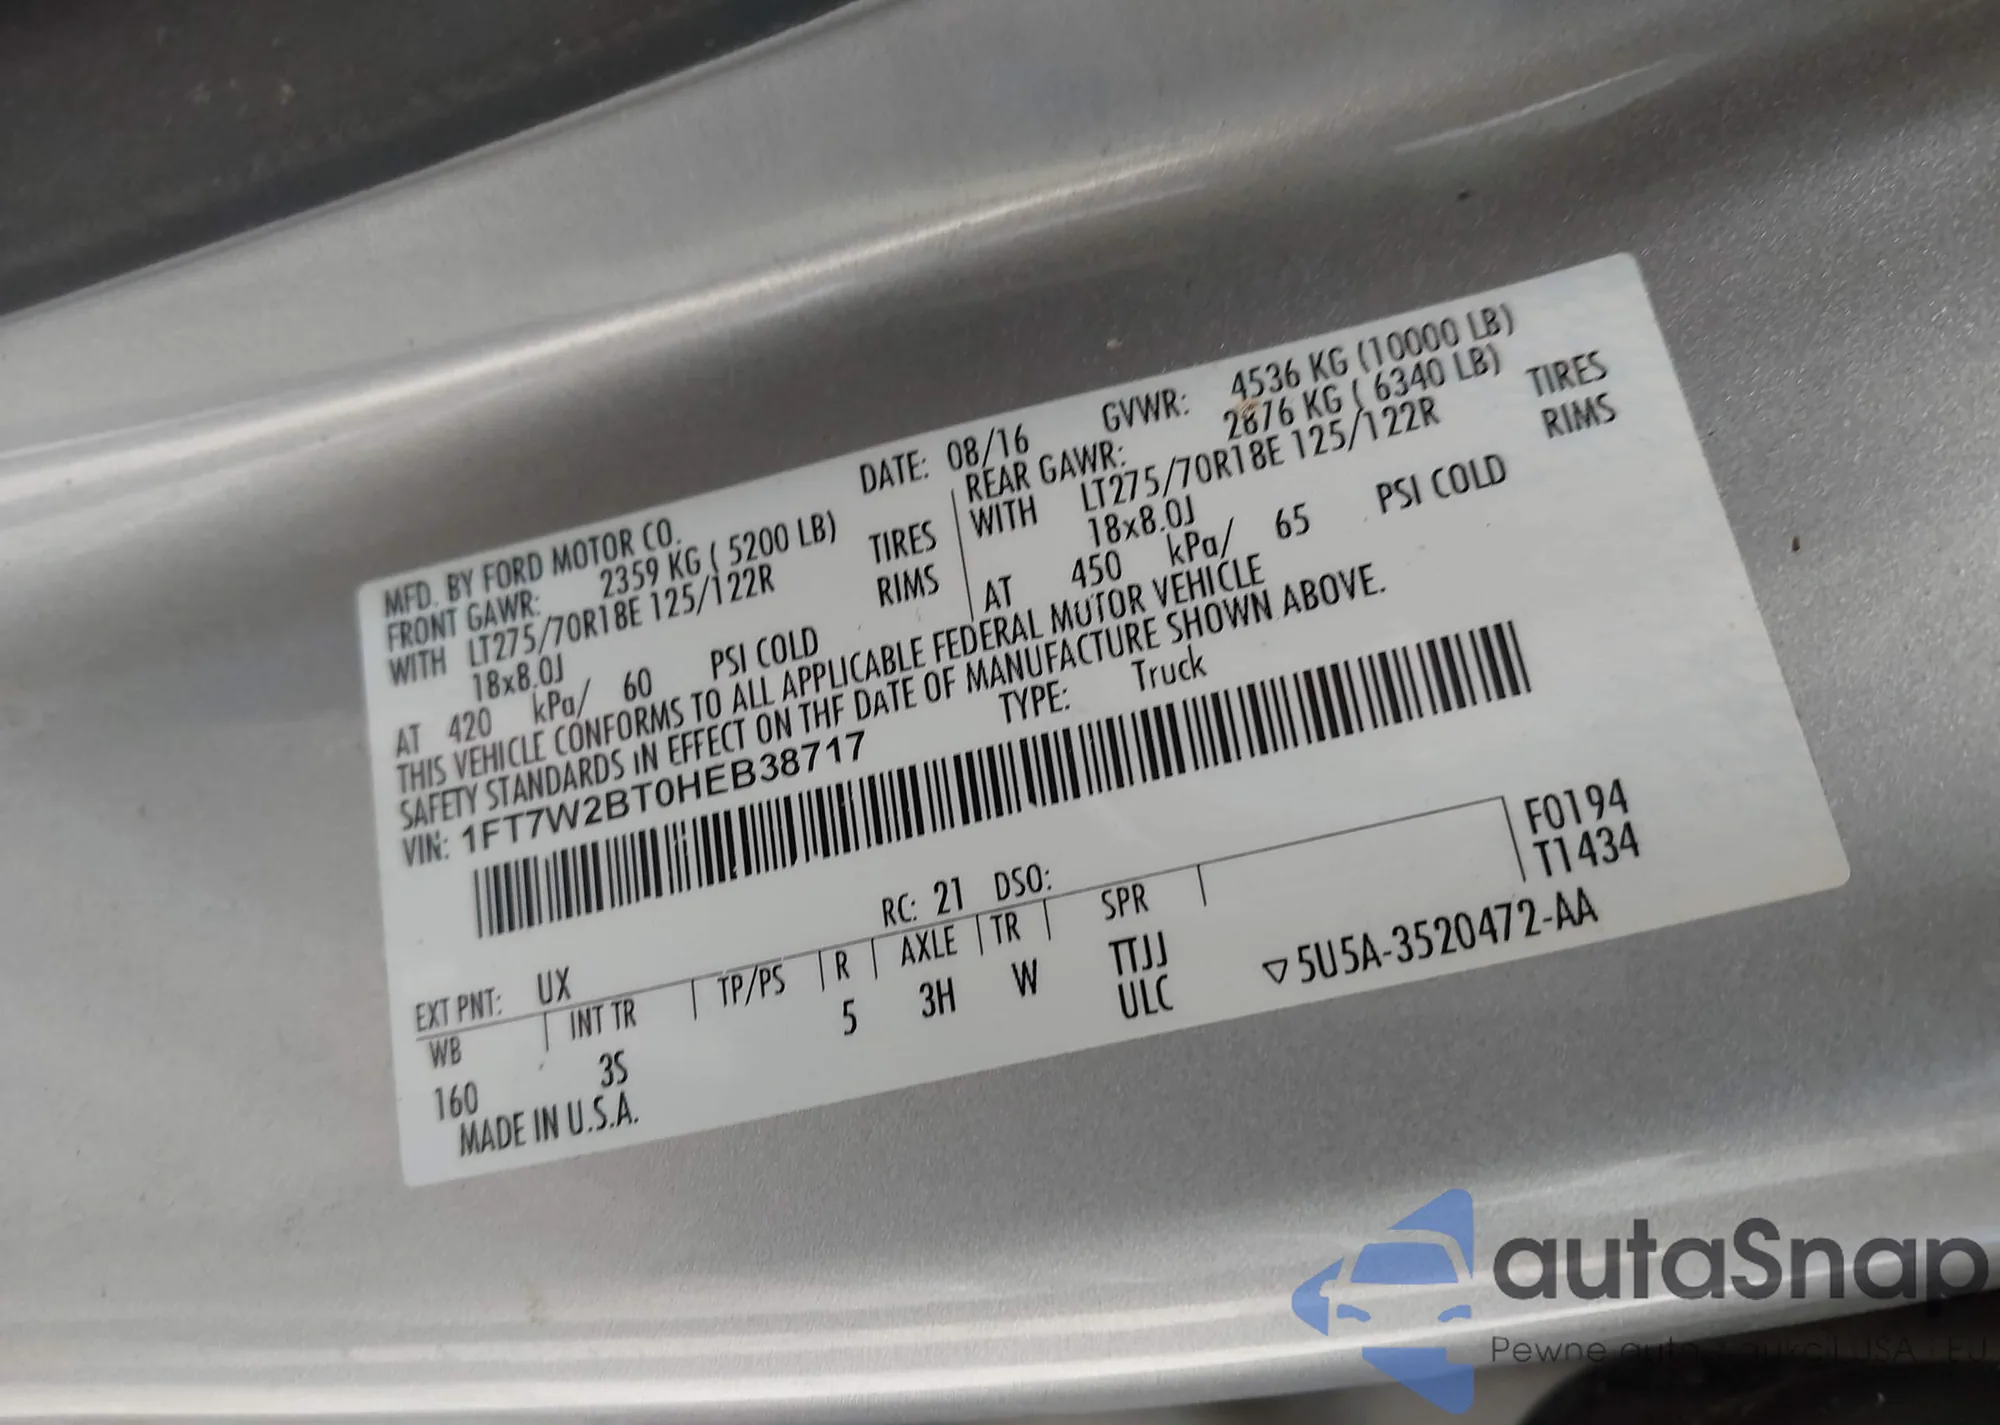 MFD. BY FORD MOTOR CO.
DATE: 08/16
GVWR: 4536 KG (10000 LB)
FRONT GAWR: 2359 KG ( 5200 LB)
REAR GAWR: 2876 KG ( 6340 LB)
WITH LT275/70R18E 125/122R TIRES
WITH LT275/70R18E 125/122R TIRES
18x8.0J RIMS
18x8.0J RIMS
AT 420 kPa/ 60 PSI COLD
AT 450 kPa/ 65 PSI COLD
THIS VEHICLE CONFORMS TO ALL APPLICABLE FEDERAL MOTOR VEHICLE
SAFETY STANDARDS IN EFFECT ON THE DATE OF MANUFACTURE SHOWN ABOVE.
VIN: 1FT7W2BT0HEB38717
TYPE: Truck
F0194
T1434
EXT PNT: UX RC: 21 DSO:
WB INT TR TP/PS R AXLE TR SPR
160 3S 5 3H W TTJJ
ULC
MADE IN U.S.A.
▽5U5A-3520472-AA
autaSnap
Pewne auta